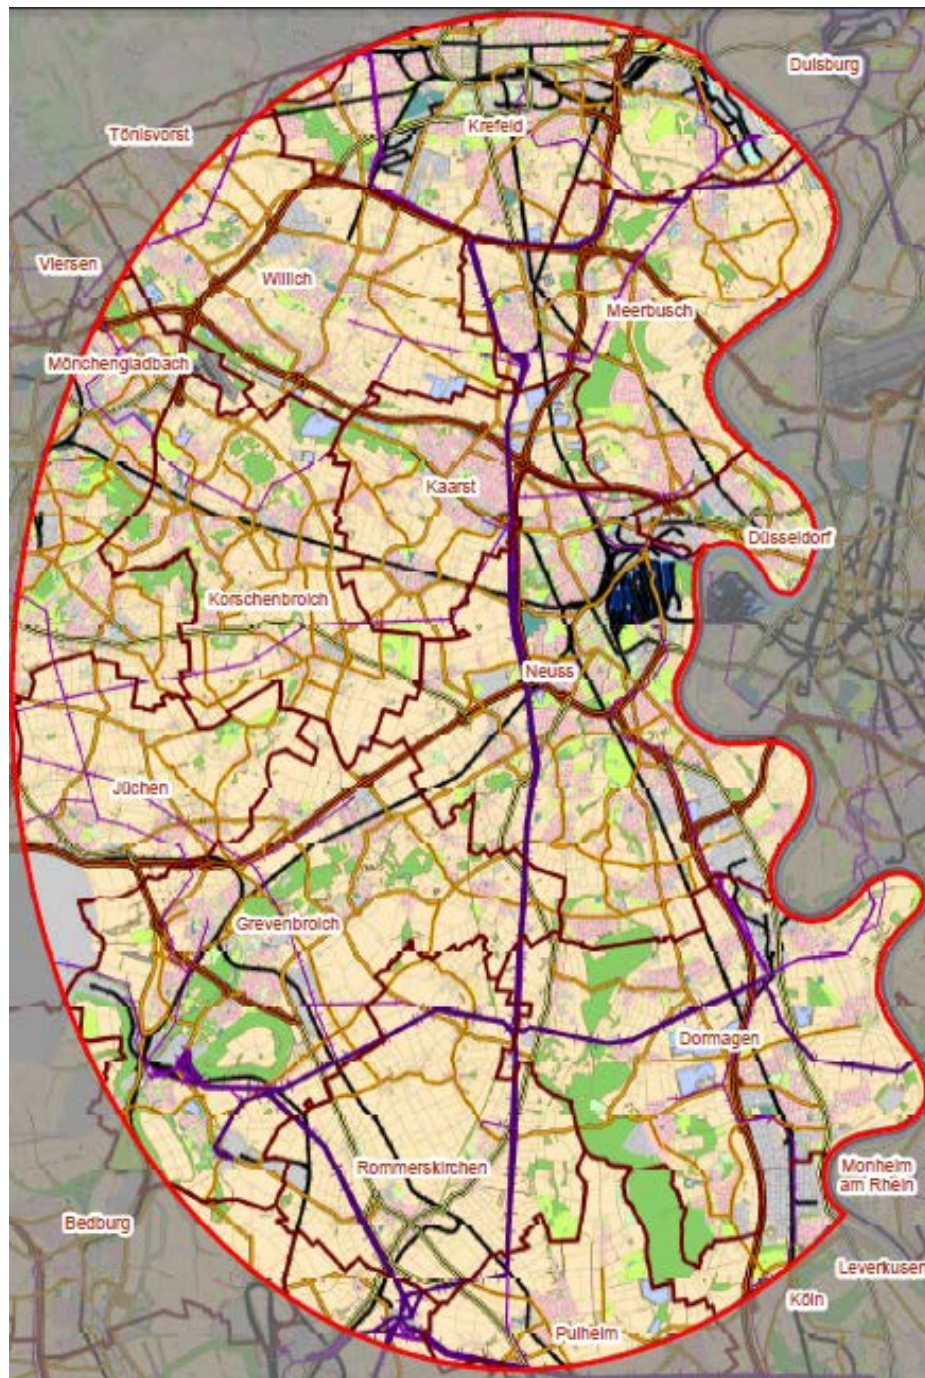 Duisburg
Krefeld
Tönisvorst
Viersen
Willich
Meerbusch
Mönchengladbach
Kaarst
Düsseldorf
Korschenbroich
Neuss
Jüchen
Grevenbroich
Dormagen
Rommerskirchen
Monheim
am Rhein
Bedburg
Leverkusen
Köln
Pulheim